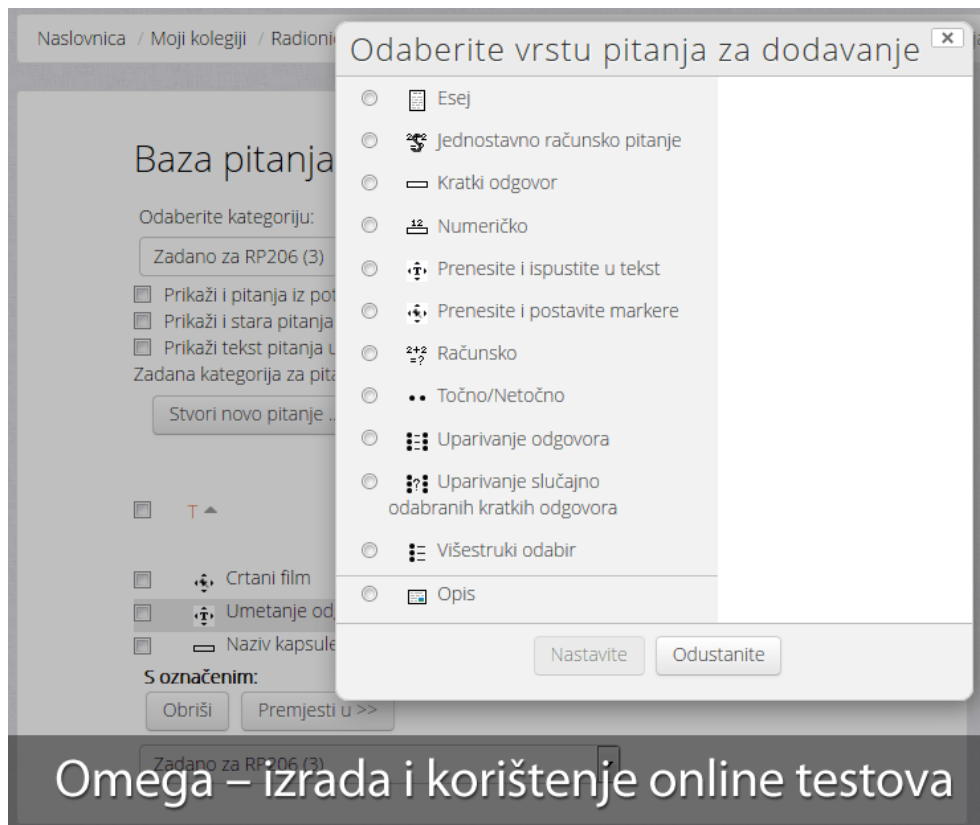 Naslovnica / Moji kolegiji / Radioni
Odaberite vrstu pitanja za dodavanje
Esej
Jednostavno računsko pitanje
Kratki odgovor
Numeričko
Prenesite i ispustite u tekst
Prenesite i postavite markere
Računsko
Točno/Netočno
Uparivanje odgovora
Uparivanje slučajno
odabranih kratkih odgovora
Višestruki odabir
Opis
Nastavite
Odustanite
Baza pitanja
Odaberite kategoriju:
Zadano za RP206 (3)
Prikaži i pitanja iz pot
Prikaži i stara pitanja
Prikaži tekst pitanja u
Zadana kategorija za pita
Stvori novo pitanje ..
T
Crtani film
Umetanje od
Naziv kapsule
S označenim:
Obriši
Premjesti u >>
Zadano za RP206 (3)
Omega – izrada i korištenje online testova